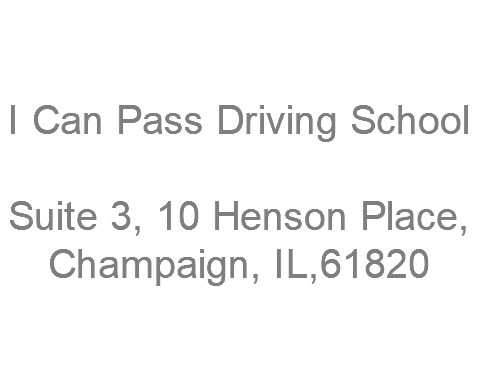 I Can Pass Driving School
Suite 3, 10 Henson Place,
Champaign, IL,61820